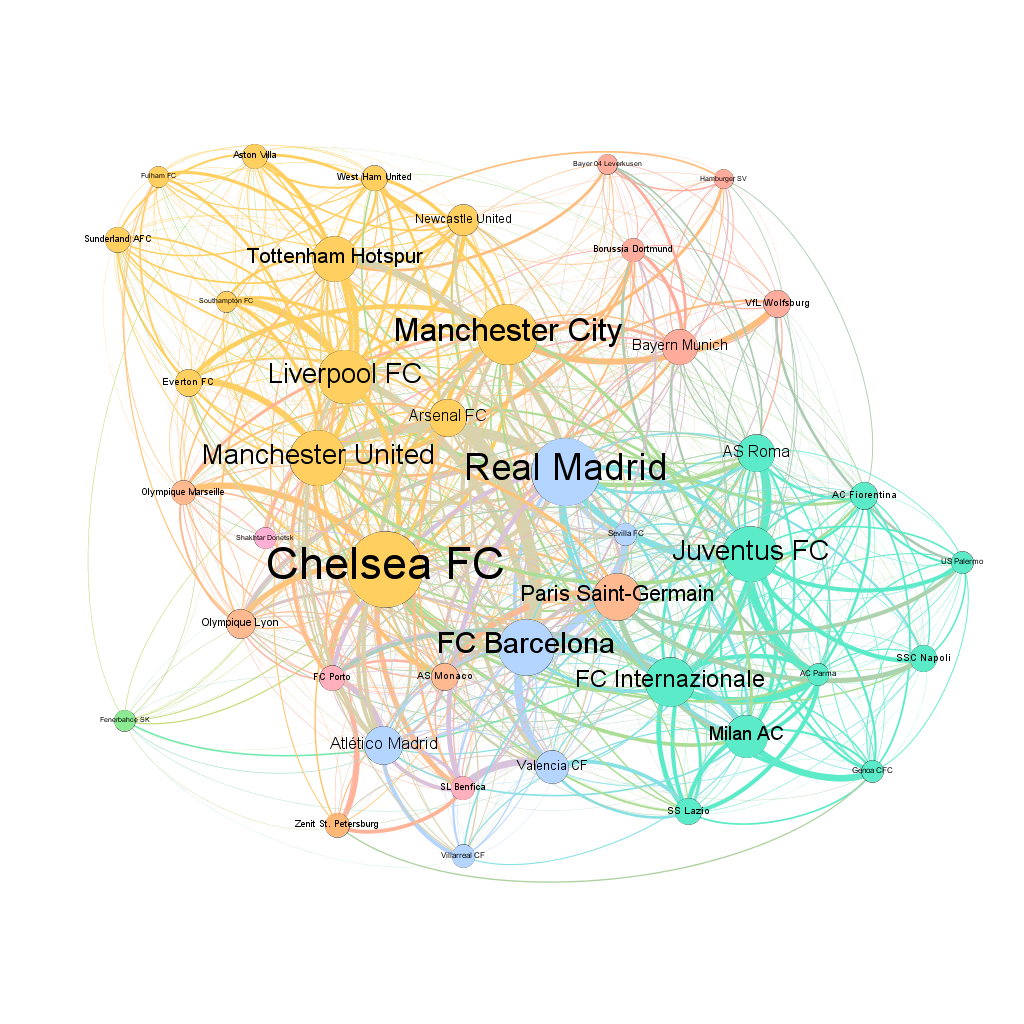 Aston Villa
Bayer 04 Leverkusen
Fulham FC
West Ham United
Hamburger SV
Newcastle United
Sunderland AFC
Borussia Dortmund
Tottenham Hotspur
Southampton FC
VfL Wolfsburg
Manchester City
Bayern Munich
Liverpool FC
Everton FC
Arsenal FC
AS Roma
Manchester United
Real Madrid
Olympique Marseille
AC Fiorentina
Sevilla FC
Shakhtar Donetsk
Juventus FC
US Palermo
Chelsea FC
Paris Saint-Germain
Olympique Lyon
FC Barcelona
SSC Napoli
AC Parma
FC Porto
AS Monaco
FC Internazionale
Fenerbahce SK
Milan AC
Atlético Madrid
Valencia CF
Genoa CFC
SL Benfica
SS Lazio
Zenit St. Petersburg
Villarreal CF